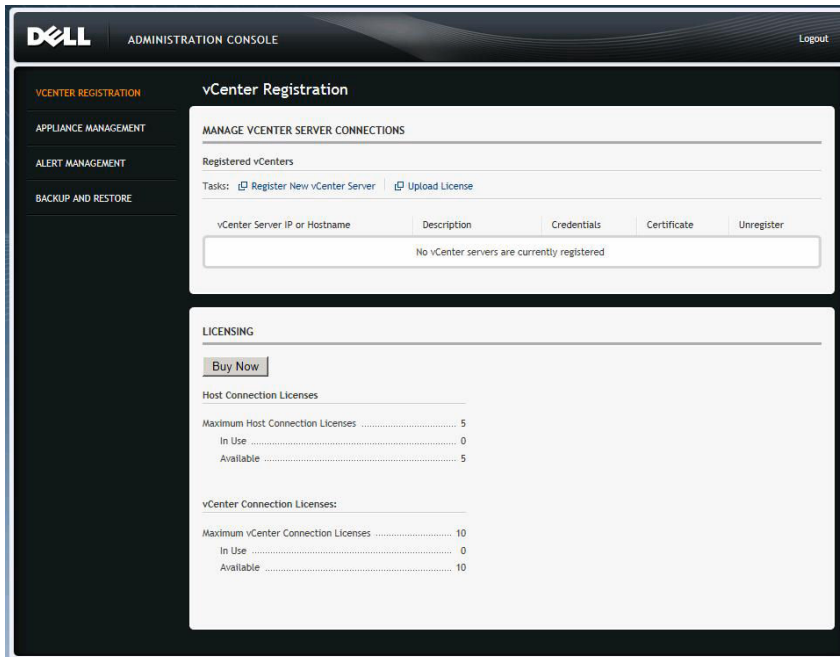 DELL ADMINISTRATION CONSOLE Logout
VCENTER REGISTRATION
APPLIANCE MANAGEMENT
ALERT MANAGEMENT
BACKUP AND RESTORE
vCenter Registration
MANAGE VCENTER SERVER CONNECTIONS
Registered vCenters
Tasks: Register New vCenter Server Upload License
vCenter Server IP or Hostname Description Credentials Certificate Unregister
No vCenter servers are currently registered
LICENSING
Buy Now
Host Connection Licenses
Maximum Host Connection Licenses .................................. 5
In Use .......................................................................... 0
Available ..................................................................... 5
vCenter Connection Licenses:
Maximum vCenter Connection Licenses ........................... 10
In Use .......................................................................... 0
Available ..................................................................... 10